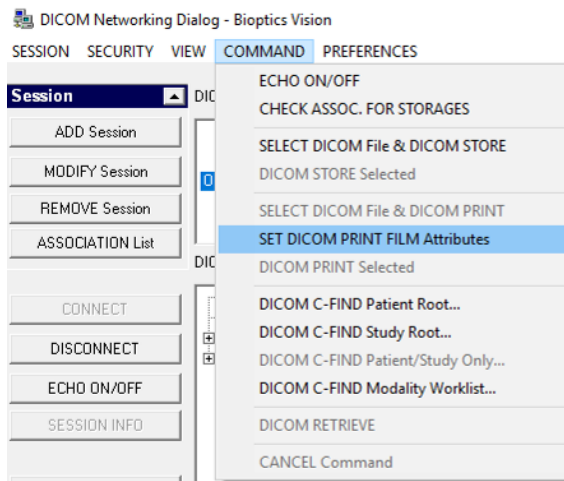 DICOM Networking Dialog - Bioptics Vision
SESSION SECURITY VIEW COMMAND PREFERENCES
Session
ADD Session
MODIFY Session
REMOVE Session
ASSOCIATION List
CONNECT
DISCONNECT
ECHO ON/OFF
SESSION INFO
DIC
O
DIC
ECHO ON/OFF
CHECK ASSOC. FOR STORAGES
SELECT DICOM File & DICOM STORE
DICOM STORE Selected
SELECT DICOM File & DICOM PRINT
SET DICOM PRINT FILM Attributes
DICOM PRINT Selected
DICOM C-FIND Patient Root...
DICOM C-FIND Study Root...
DICOM C-FIND Patient/Study Only...
DICOM C-FIND Modality Worklist...
DICOM RETRIEVE
CANCEL Command